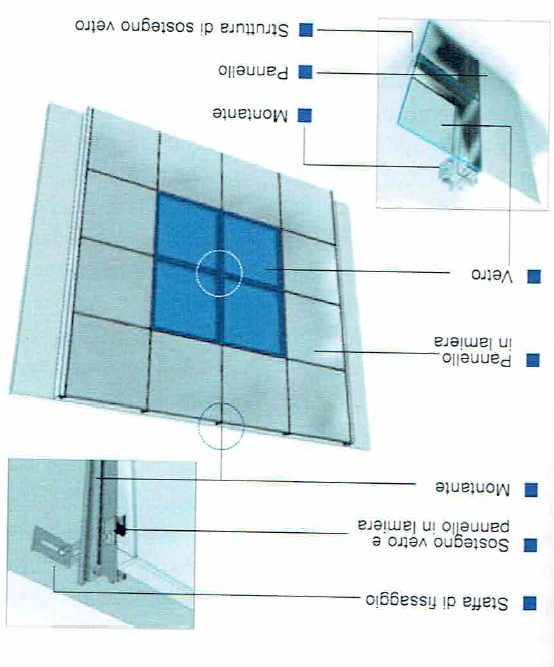 Staffa di fissaggio
Sostegno vetro e
pannello in lamiera
Montante
Pannello
in lamiera
Vetro
Montante
Pannello
Struttura di sostegno vetro